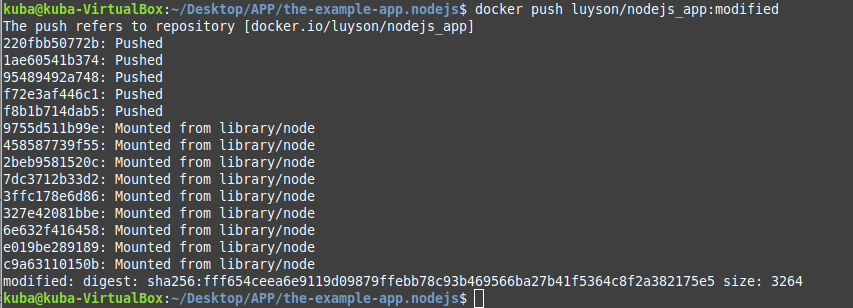 kuba@kuba-VirtualBox:~/Desktop/APP/the-example-app.nodejs$ docker push luyson/nodejs_app:modified
The push refers to repository [docker.io/luyson/nodejs_app]
220fbb50772b: Pushed
1ae60541b374: Pushed
95489492a748: Pushed
f72e3af446c1: Pushed
f8b1b714dab5: Pushed
9755d511b99e: Mounted from library/node
458587739f55: Mounted from library/node
2beb9581520c: Mounted from library/node
7dc3712b33d2: Mounted from library/node
3ffc178e6d86: Mounted from library/node
327e42081bbe: Mounted from library/node
6e632f416458: Mounted from library/node
e019be289189: Mounted from library/node
c9a63110150b: Mounted from library/node
modified: digest: sha256:fff654ceea6e9119d09879ffebb78c93b469566ba27b41f5364c8f2a382175e5 size: 3264
kuba@kuba-VirtualBox:~/Desktop/APP/the-example-app.nodejs$